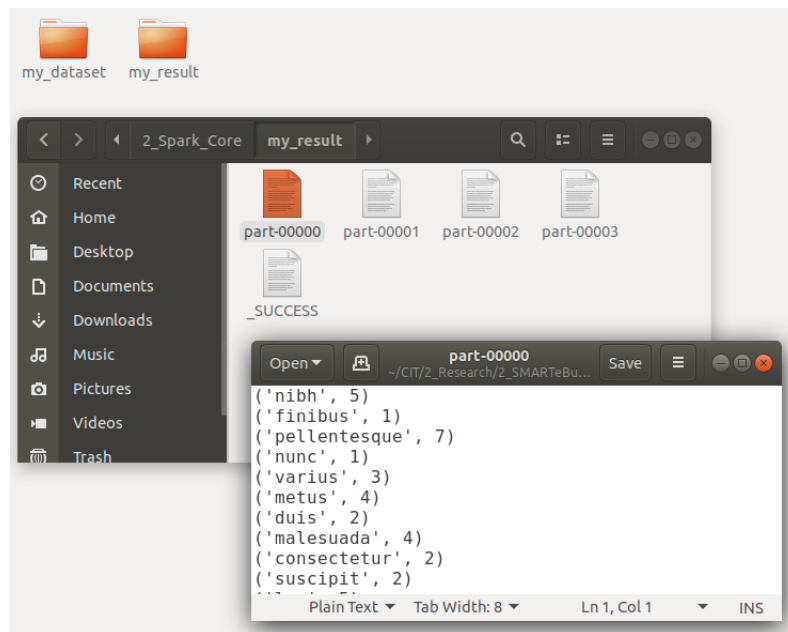 my_dataset my_result
2_Spark_Core my_result
Recent
Home
Desktop
Documents
Downloads
Music
Pictures
Videos
Trash
part-00000 part-00001 part-00002 part-00003
_SUCCESS
Open part-00000 Save
~/CIT/2_Research/2_SMARTeBu...
('nibh', 5)
('finibus', 1)
('pellentesque', 7)
('nunc', 1)
('varius', 3)
('metus', 4)
('duis', 2)
('malesuada', 4)
('consectetur', 2)
('suscipit', 2)
Plain Text Tab Width: 8 Ln 1, Col 1 INS